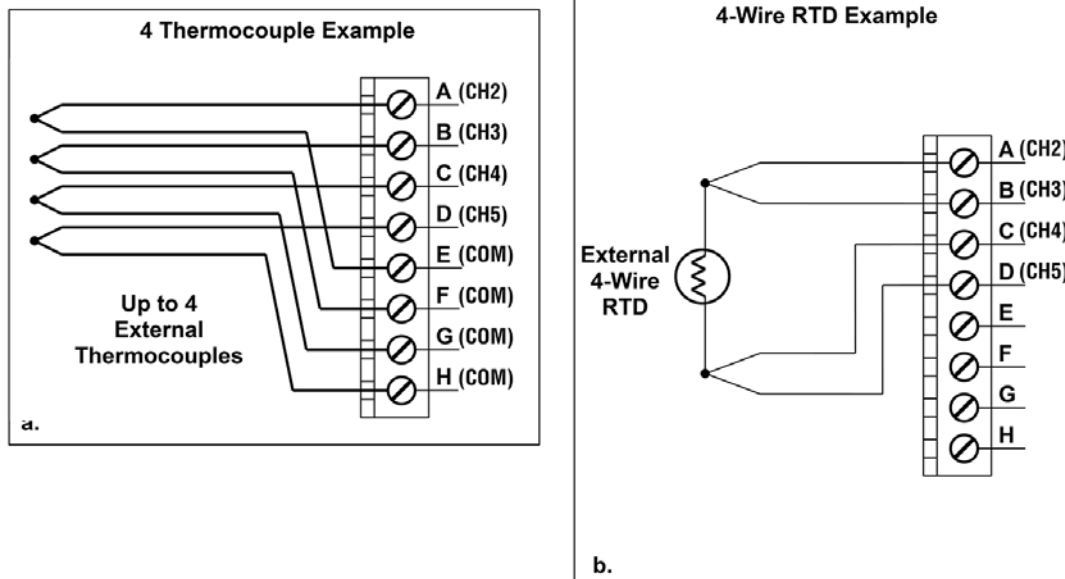 4 Thermocouple Example
A (CH2)
B (CH3)
C (CH4)
D (CH5)
E (COM)
F (COM)
G (COM)
H (COM)
Up to 4
External
Thermocouples
a.
4-Wire RTD Example
A (CH2)
B (CH3)
C (CH4)
D (CH5)
E
F
G
H
External
4-Wire
RTD
b.